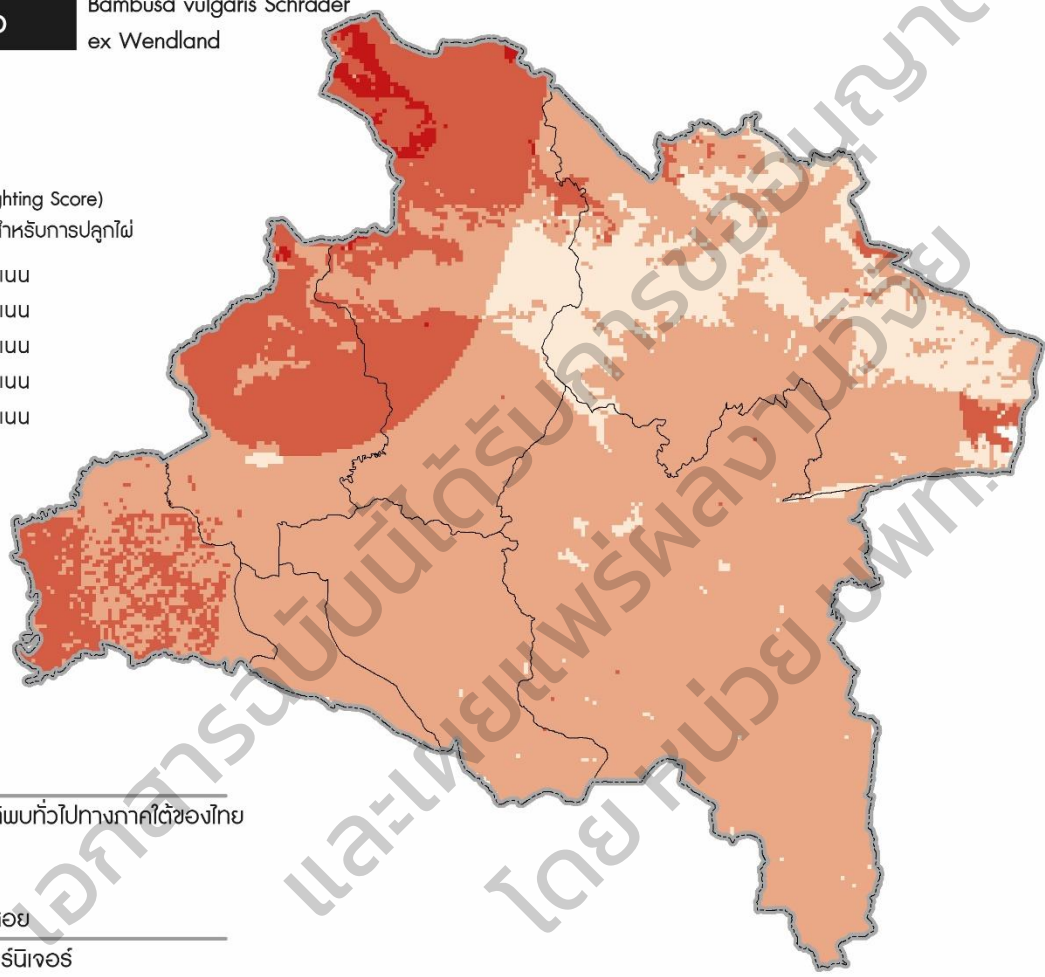 Bambusa vulgaris Schrader
ex Wendland
ghting Score)
สำหรับการปลูกไผ่
แนน
แนน
แนน
แนน
แนน
พบทั่วไปทางภาคใต้ของไทย
ร์นิเจอร์
เอกสารฉบับนี้ได้รับการขออนุญาต
และเผยแพร่ผลงานวิจัย
โดย หน่วย บพท.